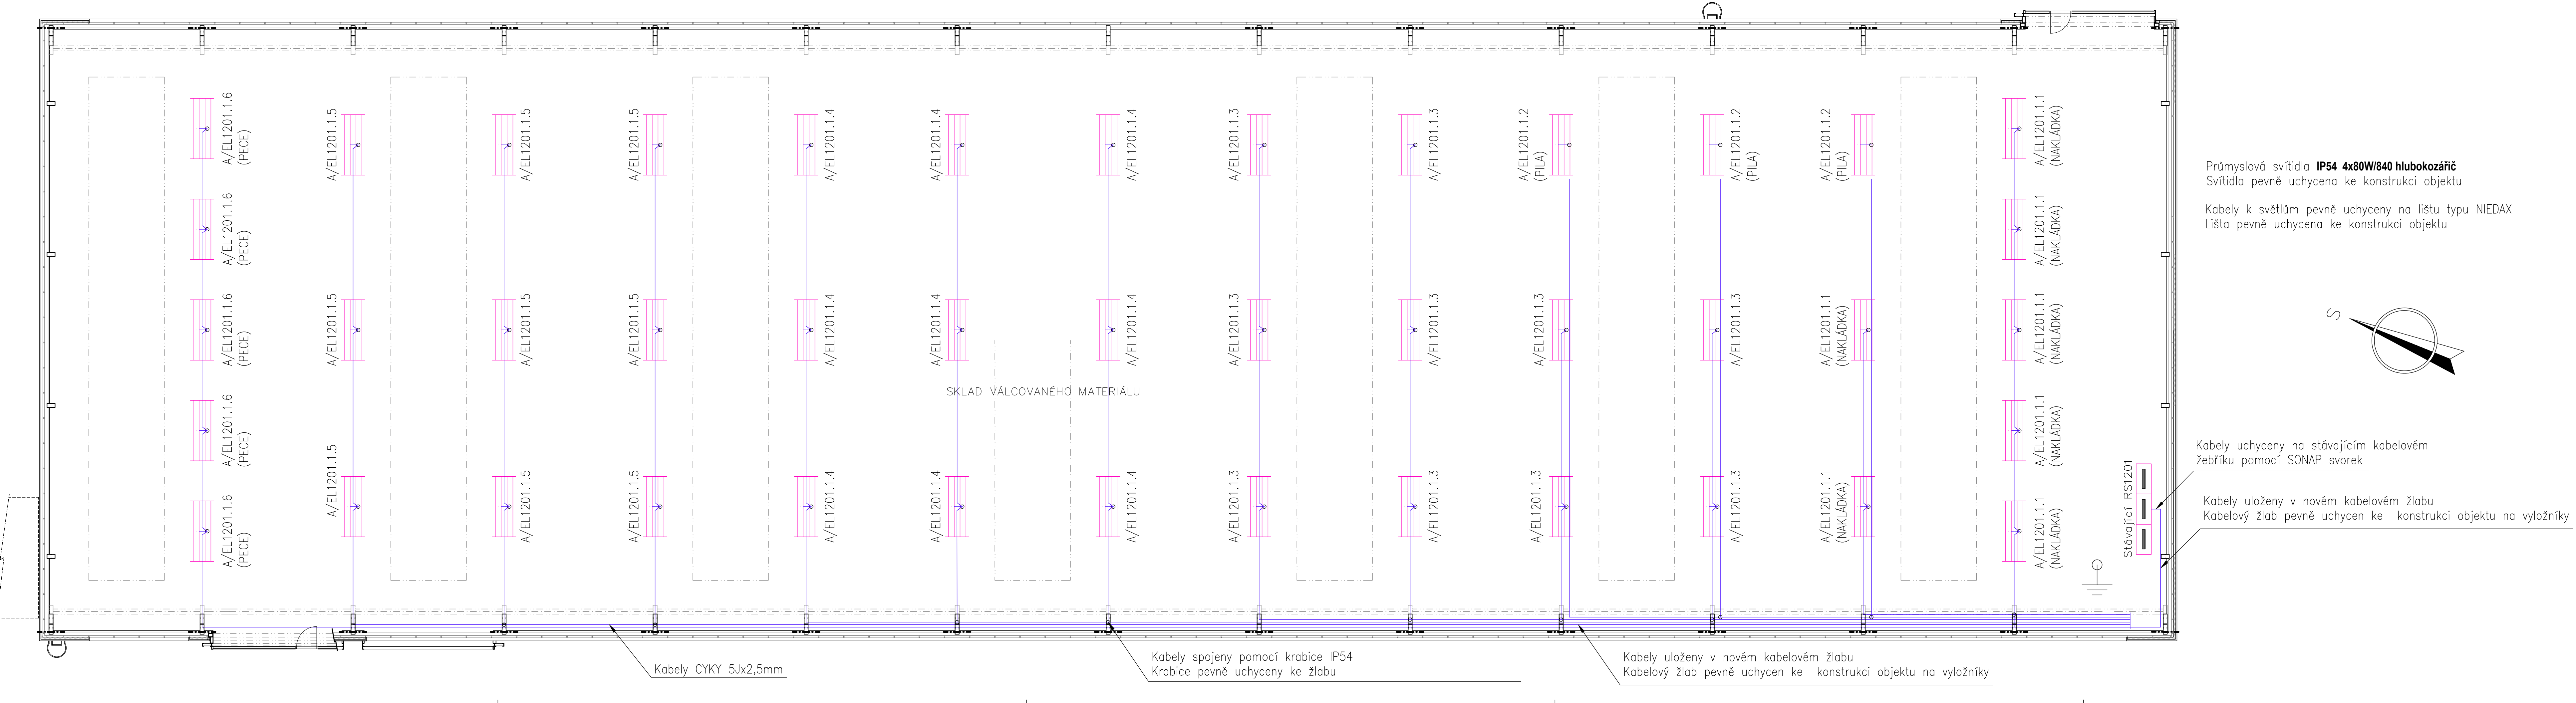 A/EL1201.1.6
(PECE)
A/EL1201.1.5
A/EL1201.1.5
A/EL1201.1.5
A/EL1201.1.4
A/EL1201.1.4
A/EL1201.1.4
A/EL1201.1.3
A/EL1201.1.3
A/EL1201.1.2
(PILA)
A/EL1201.1.2
(PILA)
A/EL1201.1.2
(PILA)
A/EL1201.1.1
(NAKLÁDKA)
A/EL1201.1.6
(PECE)
A/EL1201.1.1
(NAKLÁDKA)
A/EL1201.1.6
(PECE)
A/EL1201.1.5
A/EL1201.1.5
A/EL1201.1.5
A/EL1201.1.4
A/EL1201.1.4
A/EL1201.1.4
A/EL1201.1.3
A/EL1201.1.3
A/EL1201.1.3
A/EL1201.1.3
A/EL1201.1.1
(NAKLÁDKA)
A/EL1201.1.1
(NAKLÁDKA)
SKLAD VÁLCOVANÉHO MATERIÁLU
A/EL1201.1.6
(PECE)
A/EL1201.1.1
(NAKLÁDKA)
A/EL1201.1.6
(PECE)
A/EL1201.1.5
A/EL1201.1.5
A/EL1201.1.5
A/EL1201.1.4
A/EL1201.1.4
A/EL1201.1.4
A/EL1201.1.3
A/EL1201.1.3
A/EL1201.1.3
A/EL1201.1.3
A/EL1201.1.1
(NAKLÁDKA)
A/EL1201.1.1
(NAKLÁDKA)
Stávající RS1201
Průmyslová svítidla IP54 4x80W/840 hlubokozářič
Svítidla pevně uchycena ke konstrukci objektu
Kabely k světlům pevně uchyceny na lištu typu NIEDAX
Lišta pevně uchycena ke konstrukci objektu
S
Kabely uchyceny na stávajícím kabelovém
žebříku pomocí SONAP svorek
Kabely uloženy v novém kabelovém žlabu
Kabelový žlab pevně uchycen ke konstrukci objektu na vyložníky
Kabely CYKY 5Jx2,5mm
Kabely spojeny pomocí krabice IP54
Krabice pevně uchyceny ke žlabu
Kabely uloženy v novém kabelovém žlabu
Kabelový žlab pevně uchycen ke konstrukci objektu na vyložníky